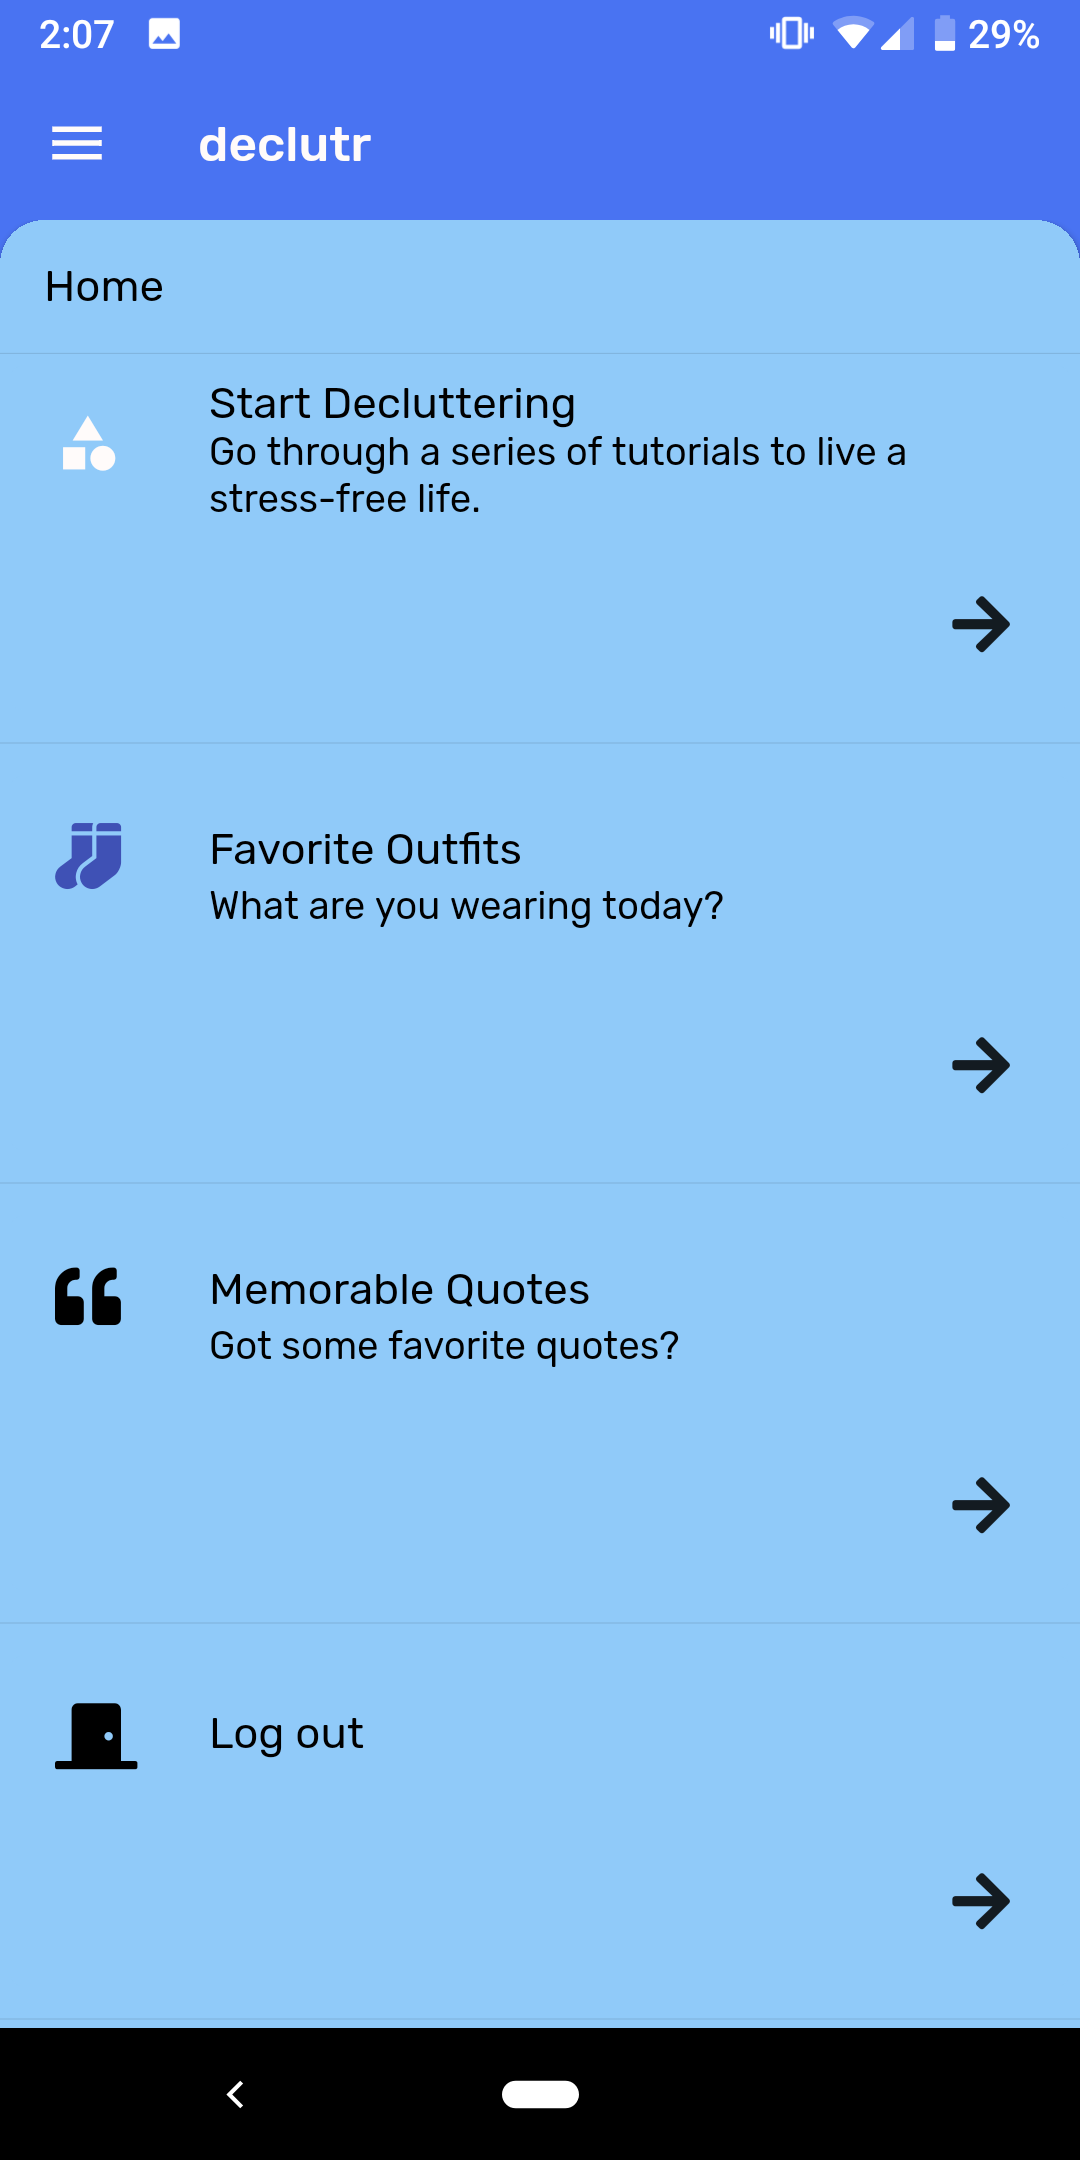 2:07
29%
declutr
Home
Start Decluttering
Go through a series of tutorials to live a
stress-free life.
Favorite Outfits
What are you wearing today?
Memorable Quotes
Got some favorite quotes?
Log out